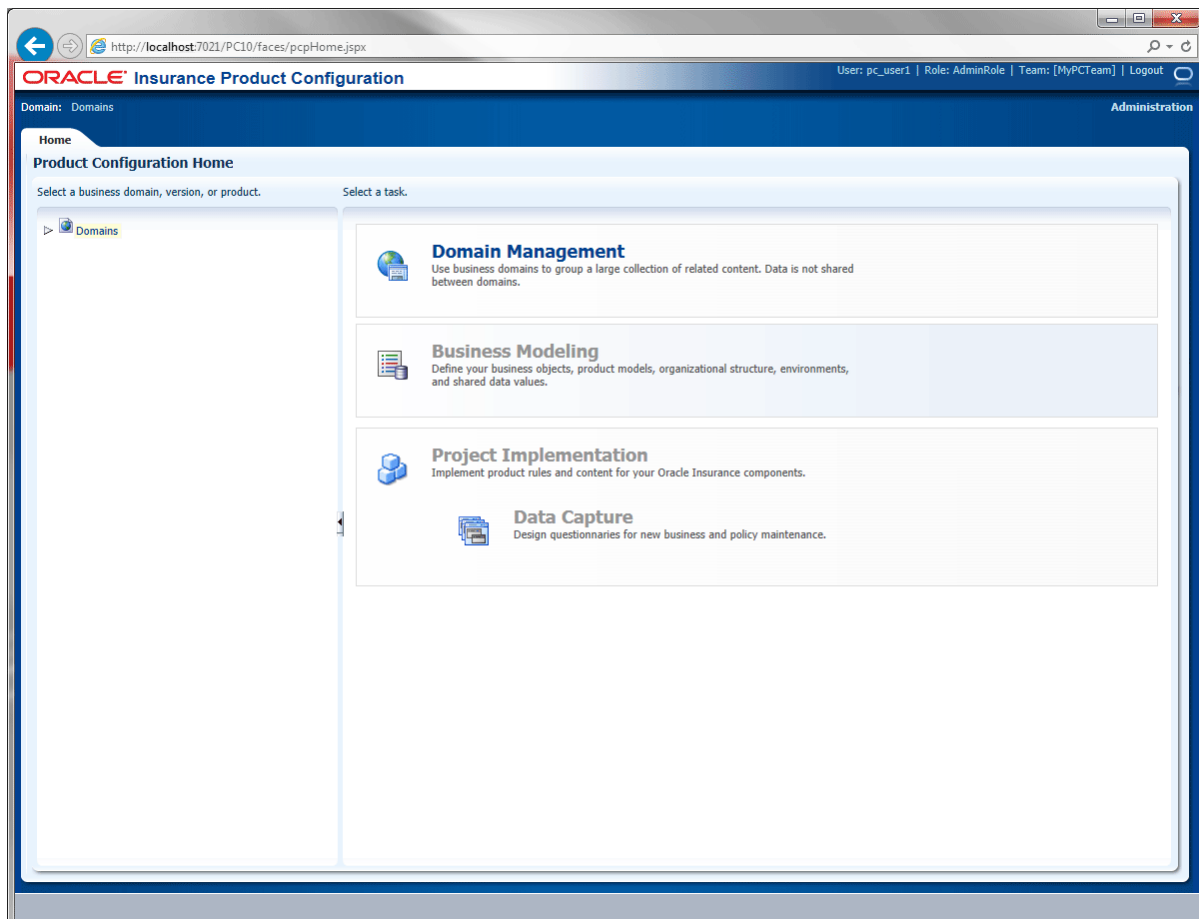 http://localhost:7021/PC10/faces/pcpHome.jspx
ORACLE® Insurance Product Configuration
User: pc_user1 | Role: AdminRole | Team: [MyPCTeam] | Logout
Domain: Domains
Administration
Home
Product Configuration Home
Select a business domain, version, or product.
Select a task.
Domains
Domain Management
Use business domains to group a large collection of related content. Data is not shared
between domains.
Business Modeling
Define your business objects, product models, organizational structure, environments,
and shared data values.
Project Implementation
Implement product rules and content for your Oracle Insurance components.
Data Capture
Design questionnaries for new business and policy maintenance.